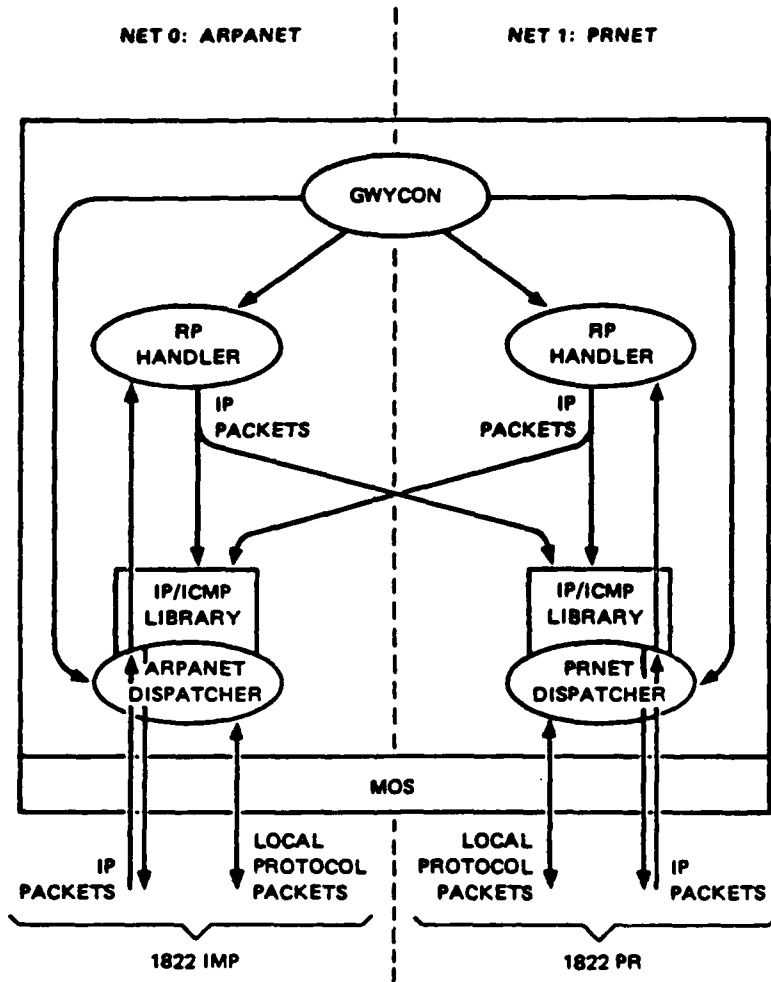 NET 0: ARPANET
NET 1: PRNET
GWYCON
RP
HANDLER
RP
HANDLER
IP
PACKETS
IP
PACKETS
IP/ICMP
LIBRARY
IP/ICMP
LIBRARY
ARPANET
DISPATCHER
PRNET
DISPATCHER
MOS
IP
PACKETS
LOCAL
PROTOCOL
PACKETS
LOCAL
PROTOCOL
PACKETS
IP
PACKETS
1822 IMP
1822 PR